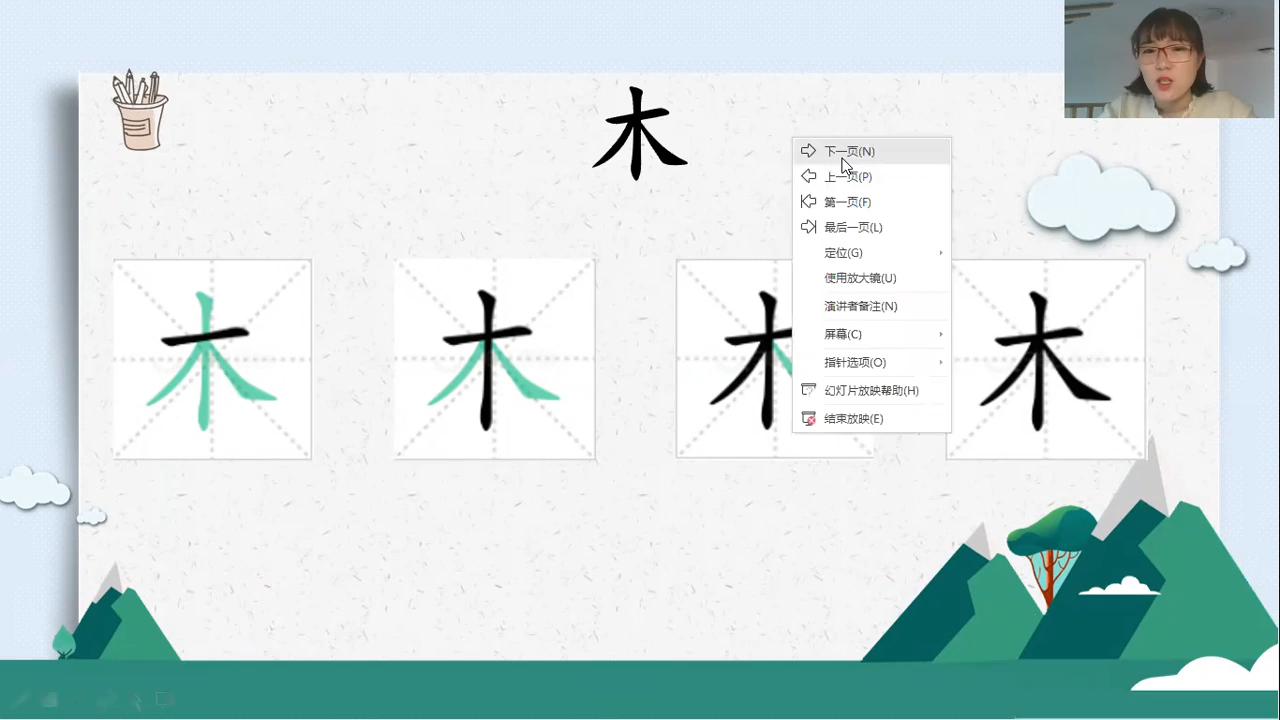 木
木
木
木
木
下一页(N)
上一页(P)
第一页(F)
最后一页(L)
定位(G)
使用放大镜(U)
演讲者备注(N)
屏幕(C)
指针选项(O)
幻灯片放映帮助(H)
结束放映(E)